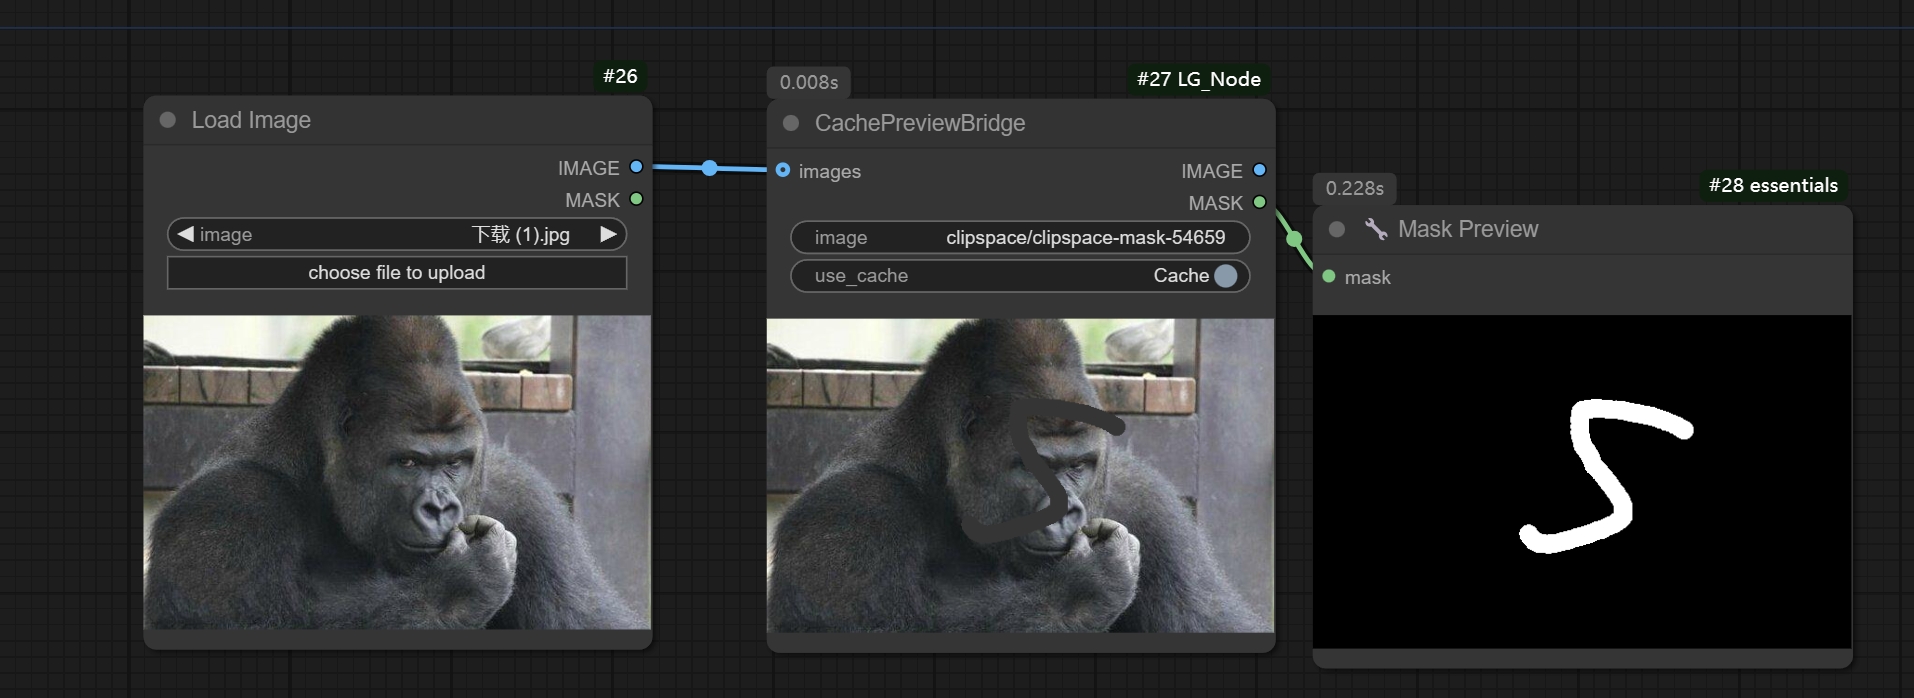 #26
Load Image
IMAGE
MASK
image 下载 (1).jpg
choose file to upload
0.008s
#27 LG_Node
CachePreviewBridge
images IMAGE
MASK
image clipspace/clipspace-mask-54659
use_cache Cache
0.228s
#28 essentials
Mask Preview
mask